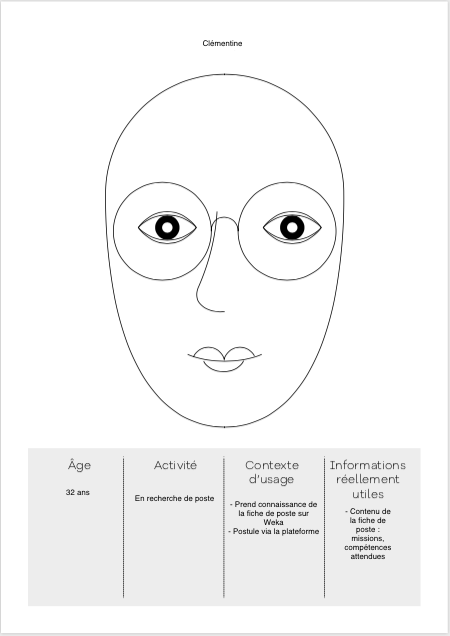 Clémentine
Âge
32 ans
Activité
En recherche de poste
Contexte
d'usage
- Prend connaissance de
la fiche de poste sur
Weka
- Postule via la plateforme
Informations
réellement
utiles
- Contenu de
la fiche de
poste :
missions,
compétences
attendues